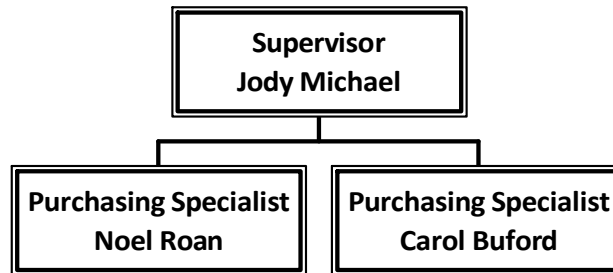 Supervisor
Jody Michael
Purchasing Specialist
Noel Roan
Purchasing Specialist
Carol Buford